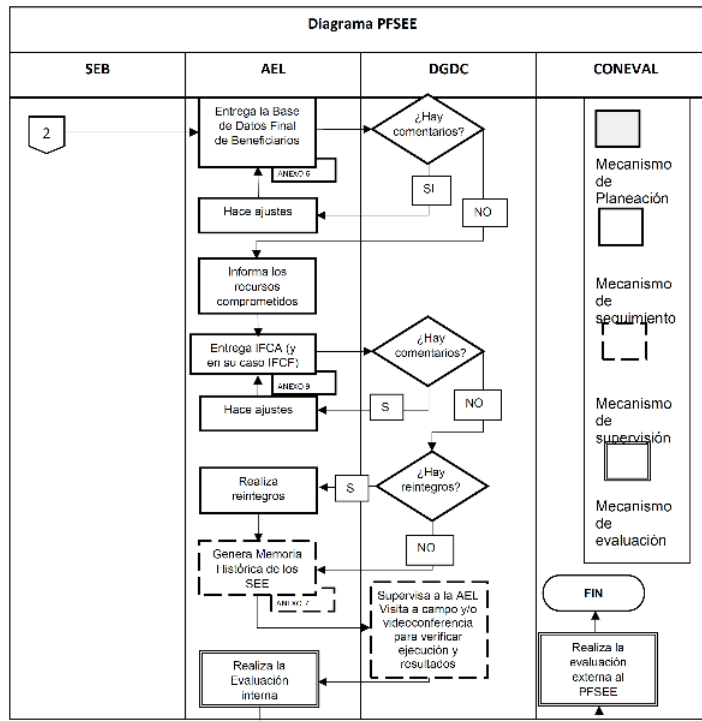 Diagrama PFSEE
SEB
AEL
DGDC
CONEVAL
2
Entrega la Base
de Datos Final
de Beneficiarios
ANEXO 6
¿Hay
comentarios?
SI
NO
Hace ajustes
Informa los
recursos
comprometidos
Entrega IFCA (y
en su caso IFCF)
ANEXO 9
¿Hay
comentarios?
S
NO
Hace ajustes
¿Hay
reintegros?
S
NO
Realiza
reintegros
Genera Memoria
Histórica de los
SEE
ANEXO 7
Supervisa a la AEL
Visita a campo y/o
videoconferencia
para verificar
ejecución y
resultados
Realiza la
Evaluación
interna
Mecanismo
de
Planeación
Mecanismo
de
seguimiento
Mecanismo
de
supervisión
Mecanismo
de
evaluación
FIN
Realiza la
evaluación
externa al
PFSEE